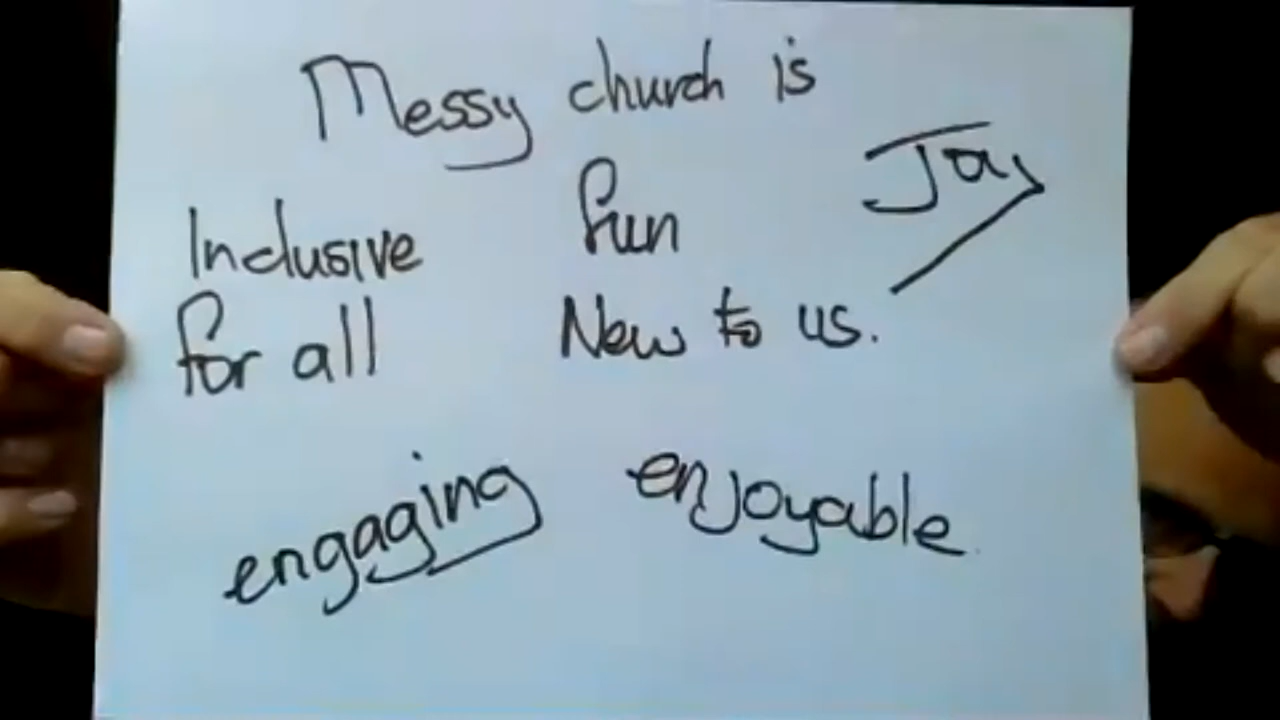 Messy church is
Inclusive
for all
fun
Joy
New to us.
engaging
enjoyable